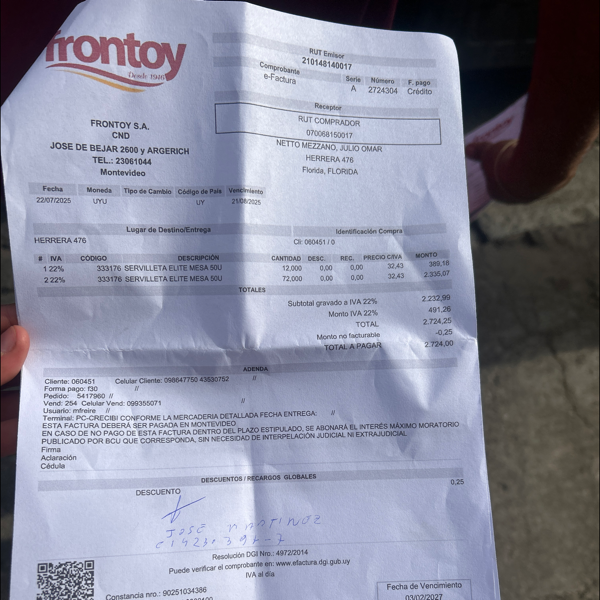 frontoy
Desde 1946
RUT Emisor
210148140017
Comprobante Serie Número F. pago
e-Factura A 2724304 Crédito
Receptor
RUT COMPRADOR
070068150017
NETTO MEZZANO, JULIO OMAR
HERRERA 476
Florida, FLORIDA
FRONTOY S.A.
CND
JOSE DE BEJAR 2600 y ARGERICH
TEL.: 23061044
Montevideo
Fecha Moneda Tipo de Cambio Código de País Vencimiento
22/07/2025 UYU UY 21/08/2025
Lugar de Destino/Entrega Identificación Compra
HERRERA 476 Cli: 060451 / 0
# IVA CÓDIGO DESCRIPCIÓN CANTIDAD DESC. REC. PRECIO C/IVA MONTO
1 22% 333176 SERVILLETA ELITE MESA 50U 12,000 0,00 0,00 32,43 389,18
2 22% 333176 SERVILLETA ELITE MESA 50U 72,000 0,00 0,00 32,43 2.335,07
TOTALES
Subtotal gravado a IVA 22% 2.232,99
Monto IVA 22% 491,26
TOTAL 2.724,25
Monto no facturable -0,25
TOTAL A PAGAR 2.724,00
ADENDA
Cliente: 060451 Celular Cliente: 098647750 43530752 //
Forma pago: f30 //
Pedido: 5417960 //
Vend: 254 Celular Vend: 099355071 //
Usuario: mfreire //
Terminal: PC-CRECIBI CONFORME LA MERCADERIA DETALLADA FECHA ENTREGA: //
ESTA FACTURA DEBERÁ SER PAGADA EN MONTEVIDEO
EN CASO DE NO PAGO DE ESTA FACTURA DENTRO DEL PLAZO ESTIPULADO, SE ABONARÁ EL INTERÉS MÁXIMO MORATORIO
PUBLICADO POR BCU QUE CORRESPONDA, SIN NECESIDAD DE INTERPELACIÓN JUDICIAL NI EXTRAJUDICIAL
Firma
Aclaración
Cédula
DESCUENTOS / RECARGOS GLOBALES
DESCUENTO 0,25
JOSE
Resolución DGI Nro.: 4972/2014
Puede verificar el comprobante en: www.efactura.dgi.gub.uy
IVA al día
Constancia nro.: 90251034386
Fecha de Vencimiento
03/02/2027